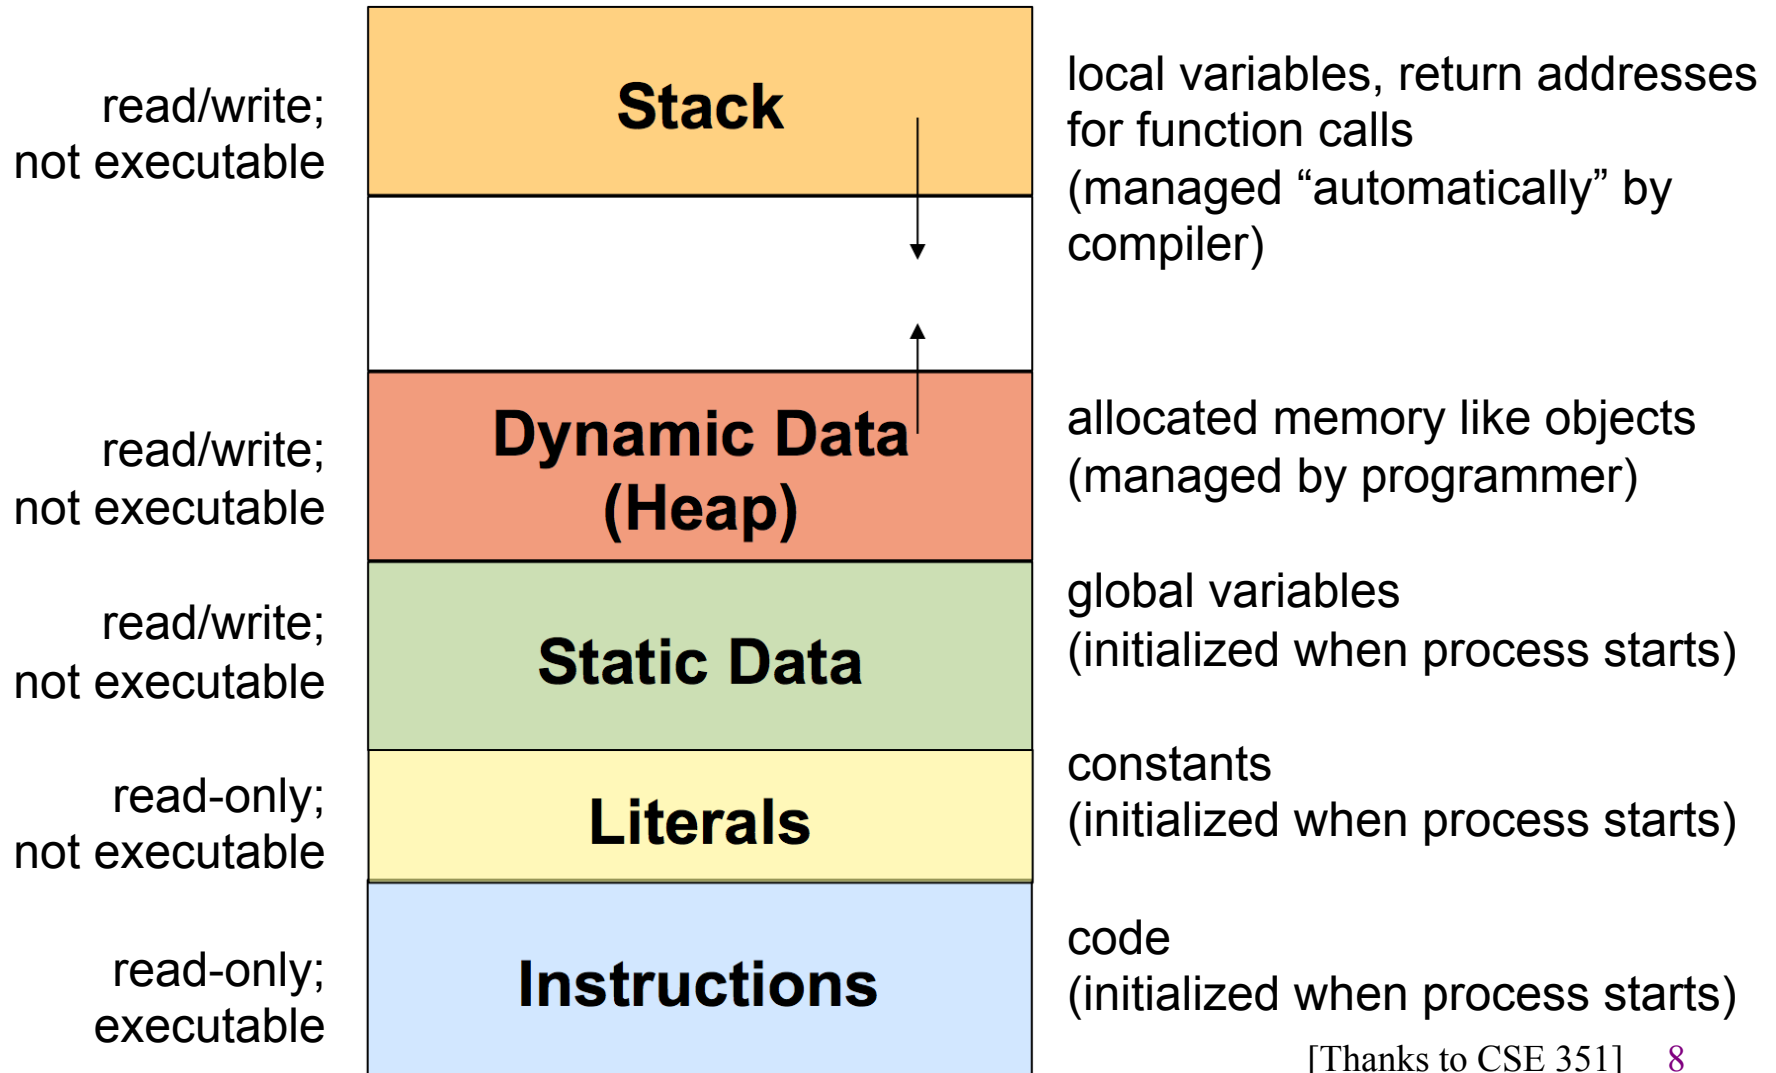 read/write;
not executable
Stack
local variables, return addresses
for function calls
(managed “automatically” by
compiler)
read/write;
not executable
Dynamic Data
(Heap)
allocated memory like objects
(managed by programmer)
read/write;
not executable
Static Data
global variables
(initialized when process starts)
read-only;
not executable
Literals
constants
(initialized when process starts)
read-only;
executable
Instructions
code
(initialized when process starts)
[Thanks to CSE 351] 8